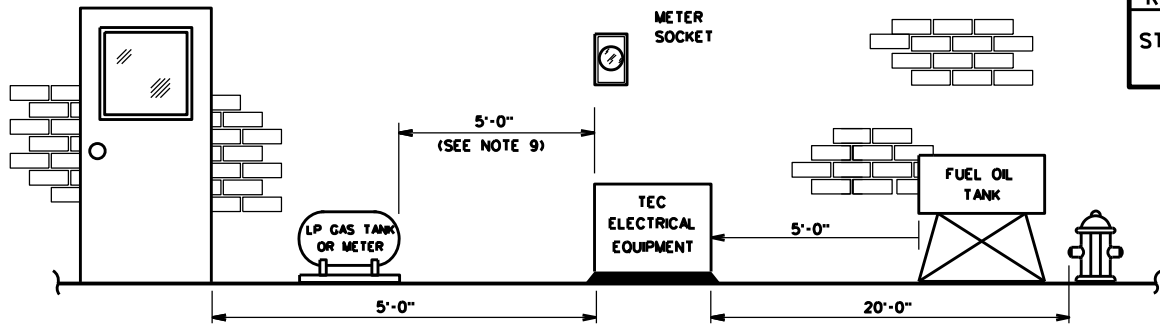 METER
SOCKET
ST
5'-0"
(SEE NOTE 9)
LP GAS TANK
OR METER
TEC
ELECTRICAL
EQUIPMENT
5'-0"
FUEL OIL
TANK
5'-0"
20'-0"